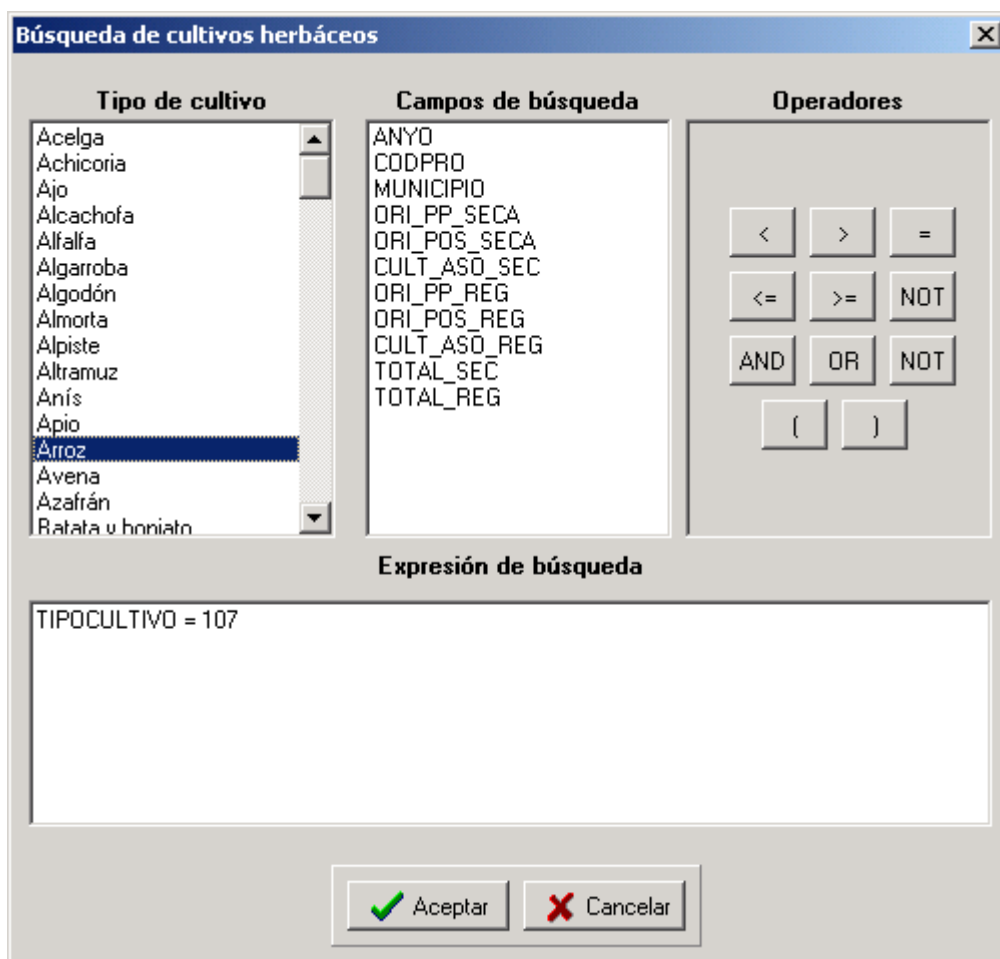 Búsqueda de cultivos herbáceos
Tipo de cultivo
Acelga
Achicoria
Ajo
Alcachofa
Alfalfa
Algarroba
Algodón
Almorta
Alpiste
Altramuz
Anís
Apio
Arroz
Avena
Azafrán
Batata y boniato
Campos de búsqueda
ANYO
CODPRO
MUNICIPIO
ORI_PP_SECA
ORI_POS_SECA
CULT_ASO_SEC
ORI_PP_REG
ORI_POS_REG
CULT_ASO_REG
TOTAL_SEC
TOTAL_REG
Operadores
< > =
<= >= NOT
AND OR NOT
( )
Expresión de búsqueda
TIPOCULTIVO = 107
Aceptar Cancelar